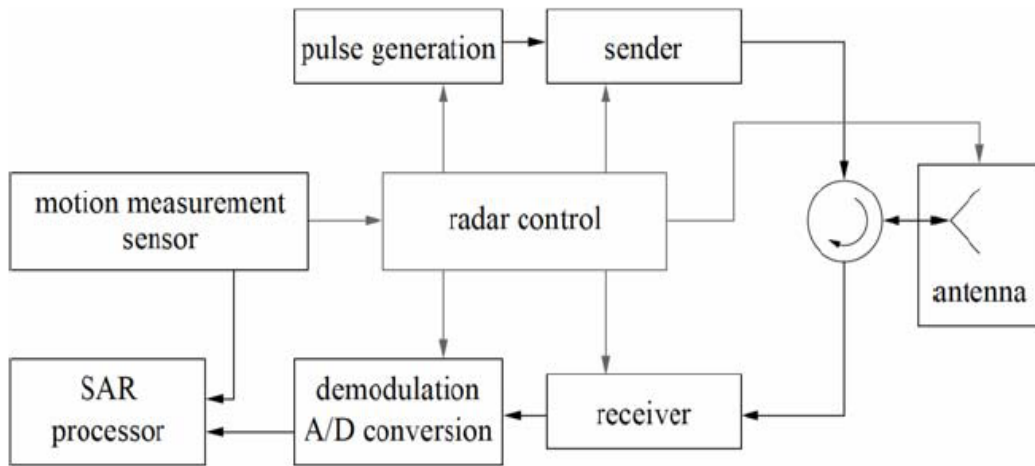 pulse generation
sender
motion measurement
sensor
radar control
antenna
SAR
processor
demodulation
A/D conversion
receiver